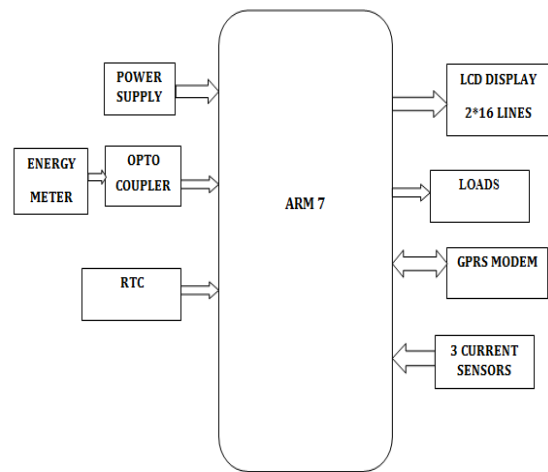 POWER
SUPPLY
ENERGY
METER
OPTO
COUPLER
RTC
ARM 7
LCD DISPLAY
2*16 LINES
LOADS
GPRS MODEM
3 CURRENT
SENSORS